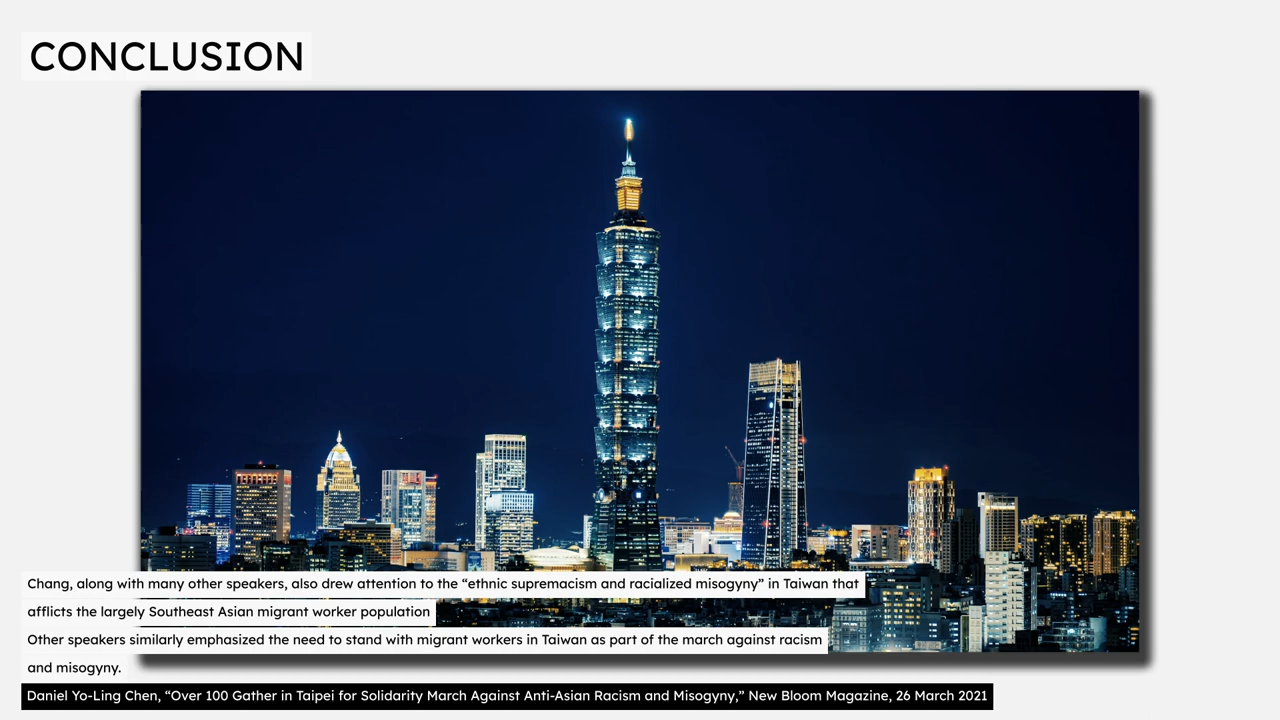 CONCLUSION
Chang, along with many other speakers, also drew attention to the “ethnic supremacism and racialized misogyny” in Taiwan that
afflicts the largely Southeast Asian migrant worker population
Other speakers similarly emphasized the need to stand with migrant workers in Taiwan as part of the march against racism
and misogyny.
Daniel Yo-Ling Chen, “Over 100 Gather in Taipei for Solidarity March Against Anti-Asian Racism and Misogyny,” New Bloom Magazine, 26 March 2021